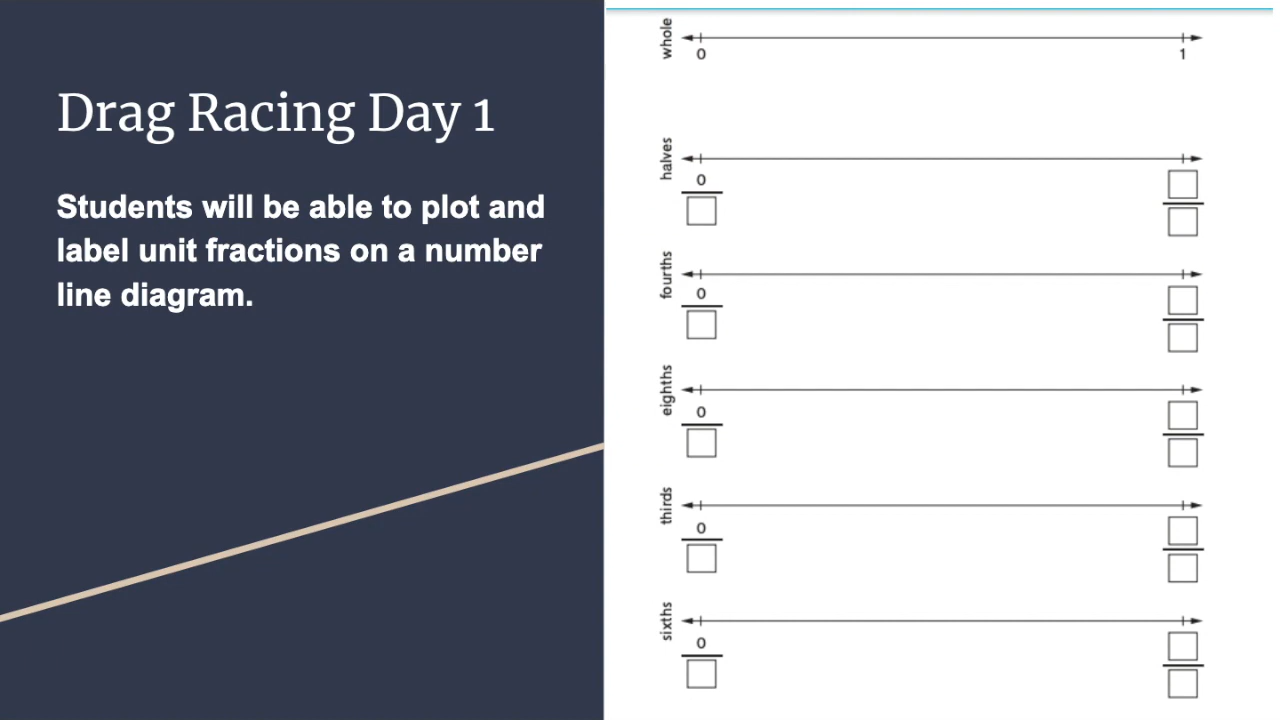 Drag Racing Day 1
Students will be able to plot and
label unit fractions on a number
line diagram.
whole
0 1
halves
0
fourths
0
eighths
0
thirds
0
sixths
0